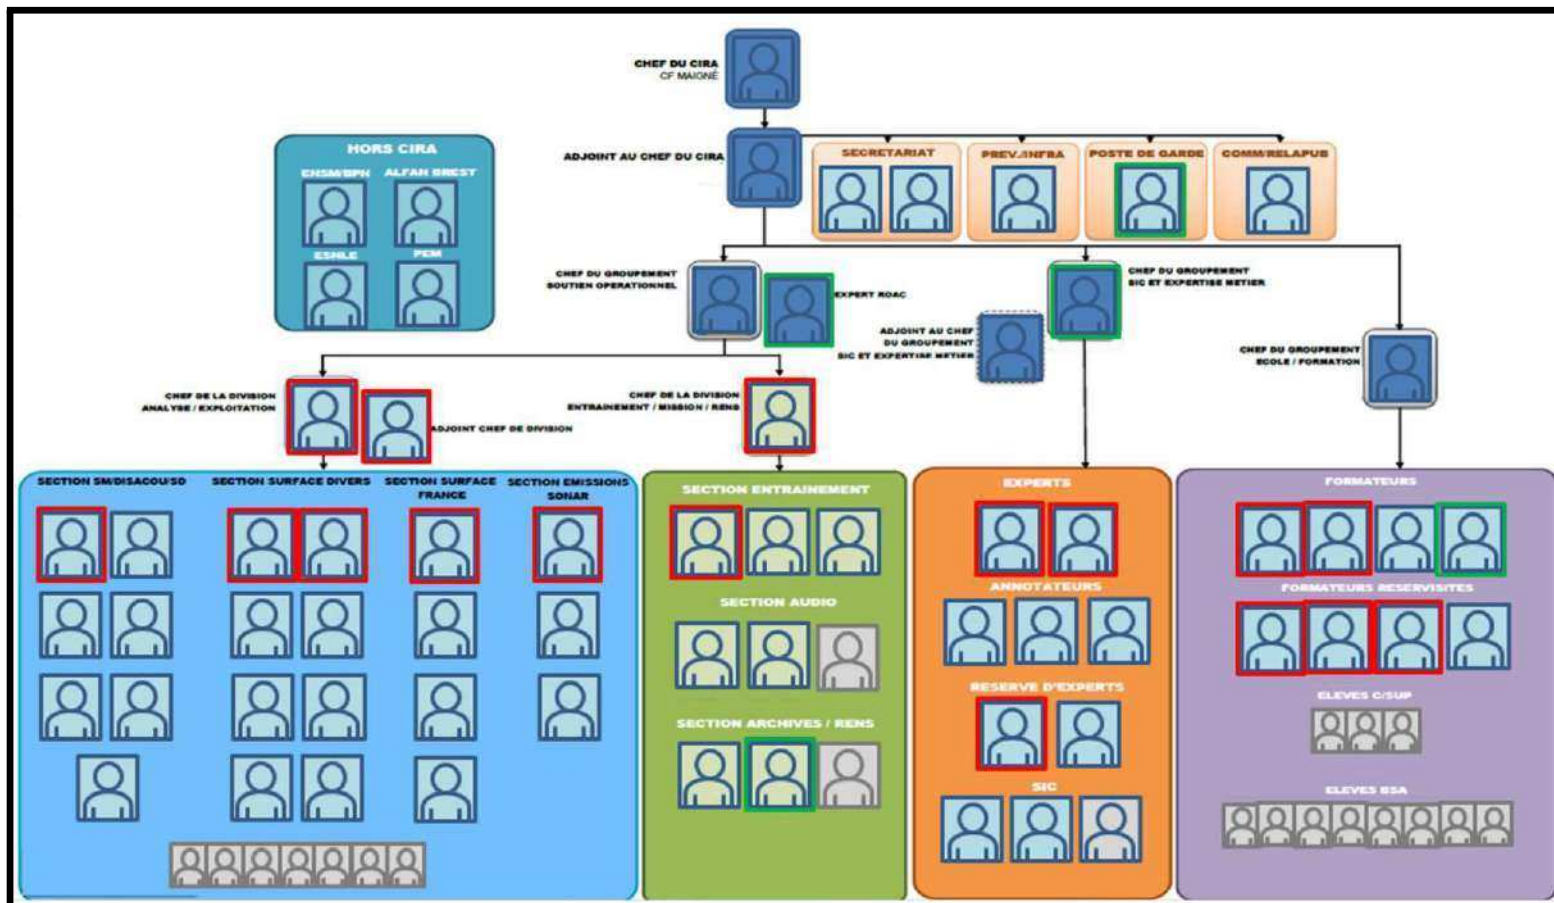 CHEF DU CIRA
CF MAIGNÉ
ADJOINT AU CHEF DU CIRA
SECRETARIAT
PREV./INFRA
POSTE DE GARDE
COMM/RELAPUB
HORS CIRA
ENSM/BPN
ALFAN BREST
ESNLE
PEM
CHEF DU GROUPEMENT
SOUTIEN OPERATIONNEL
EXPERT ROAC
CHEF DU GROUPEMENT
SIC ET EXPERTISE METIER
ADJOINT AU CHEF
DU GROUPEMENT
SIC ET EXPERTISE METIER
CHEF DU GROUPEMENT
ECOLE / FORMATION
CHEF DE LA DIVISION
ANALYSE / EXPLOITATION
ADJOINT CHEF DE DIVISION
CHEF DE LA DIVISION
ENTRAINEMENT / MISSION / RENS
SECTION SM/DISACOU/SD
SECTION SURFACE DIVERS
SECTION SURFACE
FRANCE
SECTION EMISSIONS
SONAR
SECTION ENTRAINEMENT
SECTION AUDIO
SECTION ARCHIVES / RENS
EXPERTS
ANNOTATEURS
RESERVE D'EXPERTS
SIC
FORMATEURS
FORMATEURS RESERVISITES
ELEVES C/SUP
ELEVES BSA